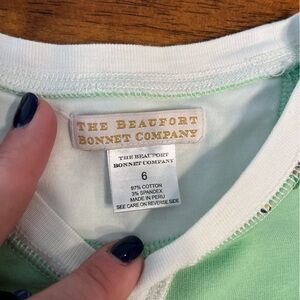 THE BEAUFORT
BONNET COMPANY
THE BEAUFORT
BONNET COMPANY
6
97% COTTON
3% SPANDEX
MADE IN PERU
SEE CARE ON REVERSE SIDE